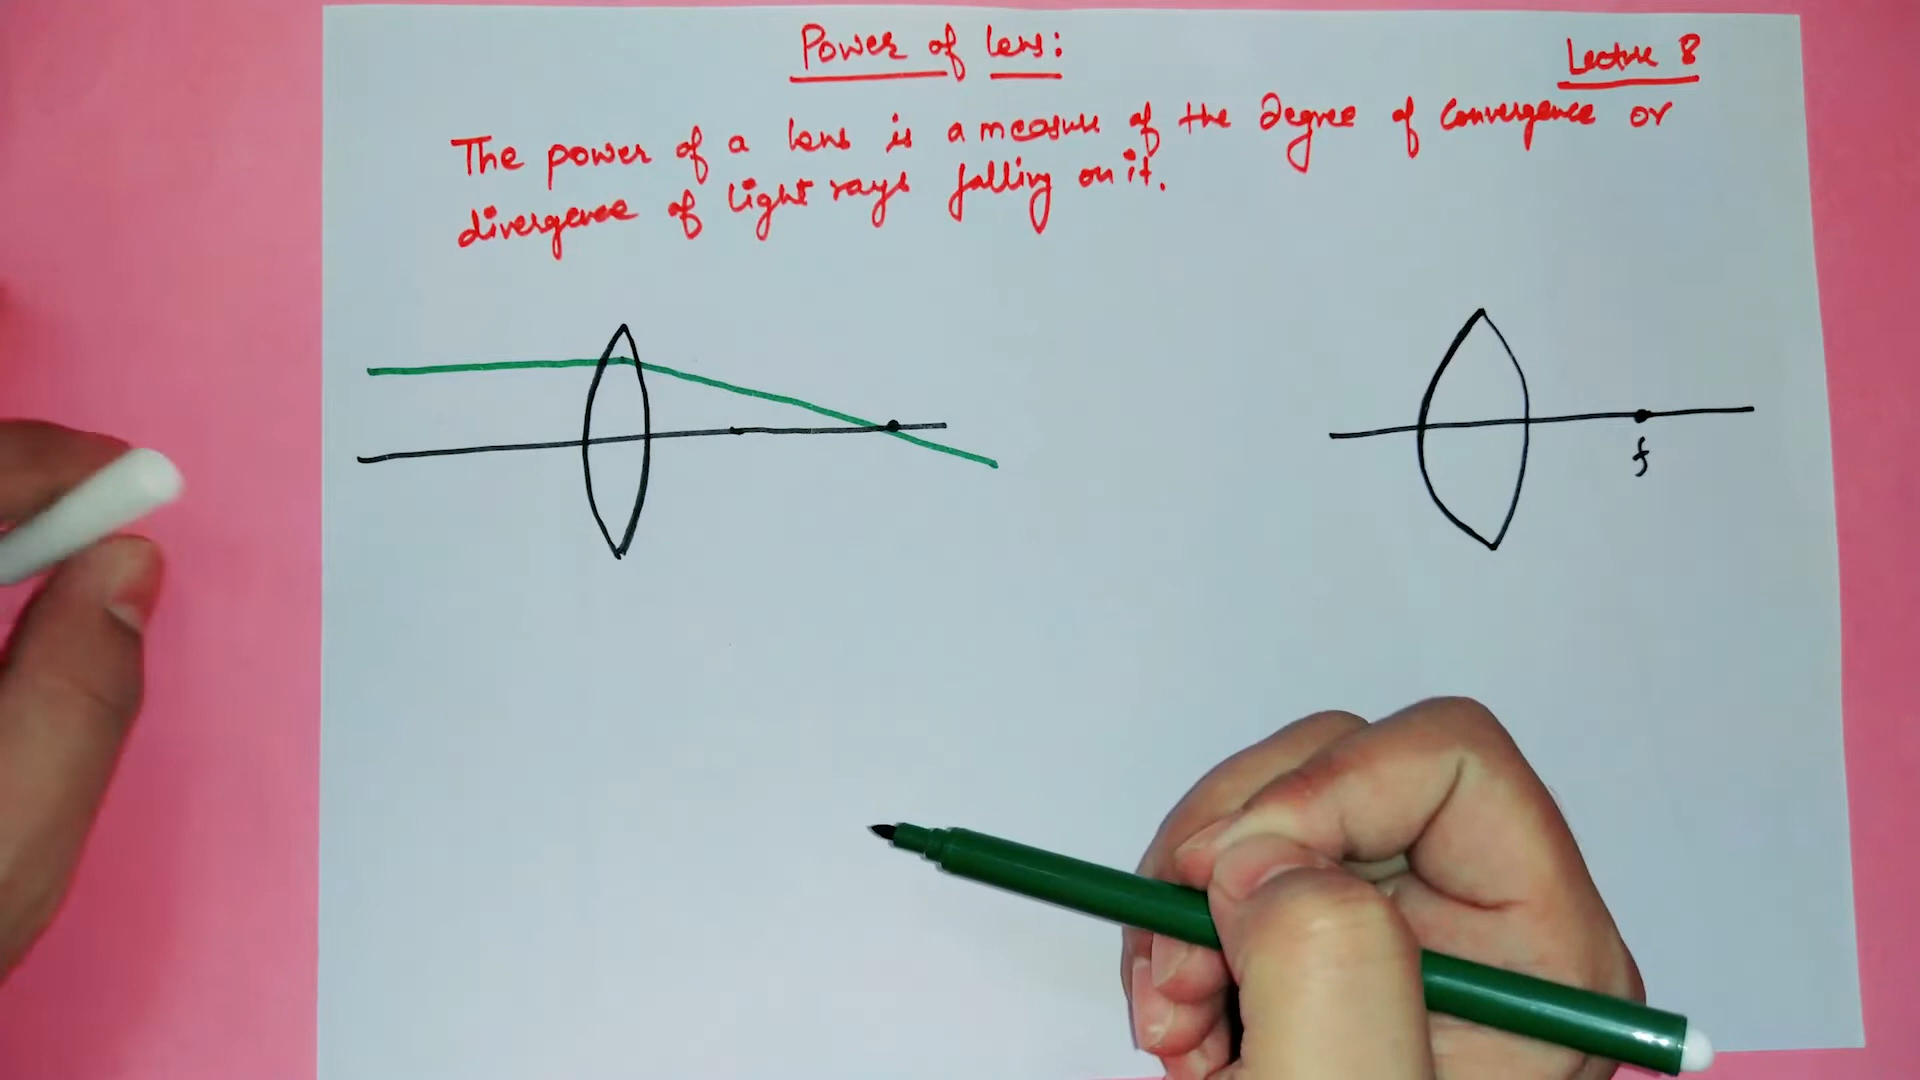 Power of lens:
Lecture 8
The power of a lens is a measure of the degree of convergence or
divergence of light rays falling on it.
f